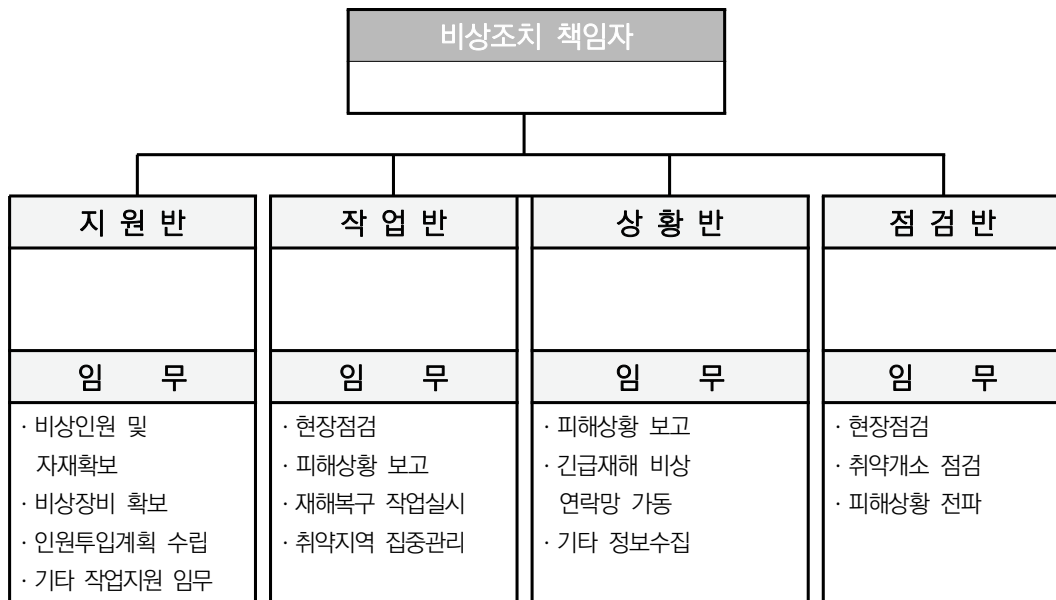 비상조치 책임자
지 원 반
작 업 반
상 황 반
점 검 반
임 무
임 무
임 무
임 무
· 비상인원 및
자재확보
· 비상장비 확보
· 인원투입계획 수립
· 기타 작업지원 임무
· 현장점검
· 피해상황 보고
· 재해복구 작업실시
· 취약지역 집중관리
· 피해상황 보고
· 긴급재해 비상
연락망 가동
· 기타 정보수집
· 현장점검
· 취약개소 점검
· 피해상황 전파